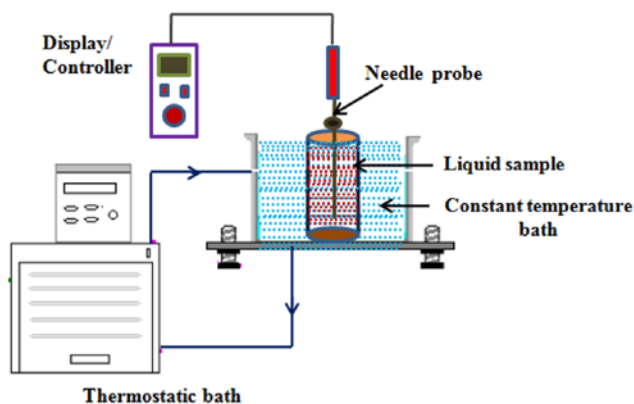 Display/
Controller
Needle probe
Liquid sample
Constant temperature
bath
Thermostatic bath